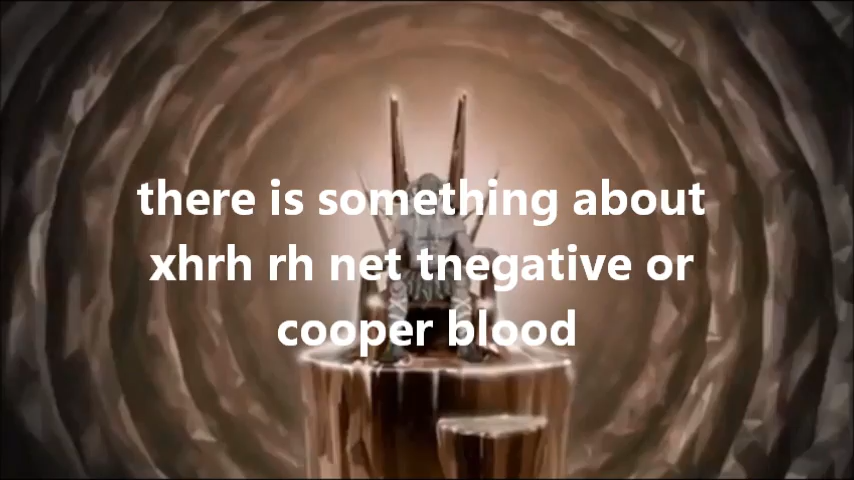 there is something about
xhrh rh net tnegative or
cooper blood